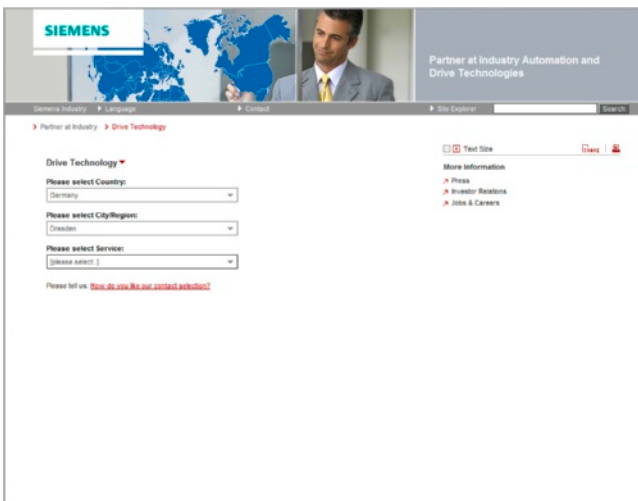 SIEMENS
Partner at Industry Automation and
Drive Technologies
Siemens Industry Language Contact Site Explorer Search
Partner at Industry Drive Technology
Text Size
Drive Technology
More Information
Please select Country:
Press
Germany
Investor Relations
Jobs & Careers
Please select City/Region:
Dresden
Please select Service:
[please select..]
Please tell us. How do you like our contact selection?